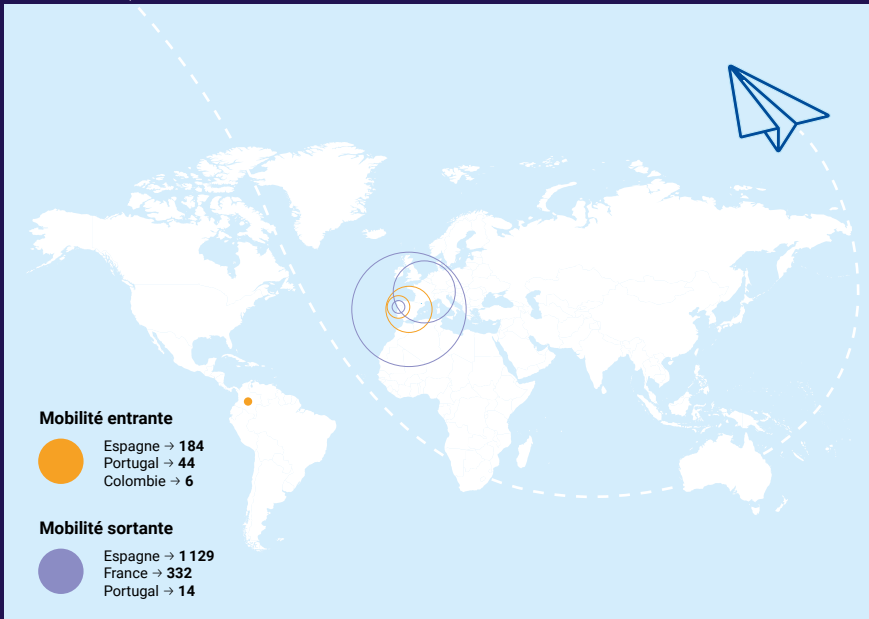 Mobilité entrante
Espagne → 184
Portugal → 44
Colombie → 6
Mobilité sortante
Espagne → 1 129
France → 332
Portugal → 14